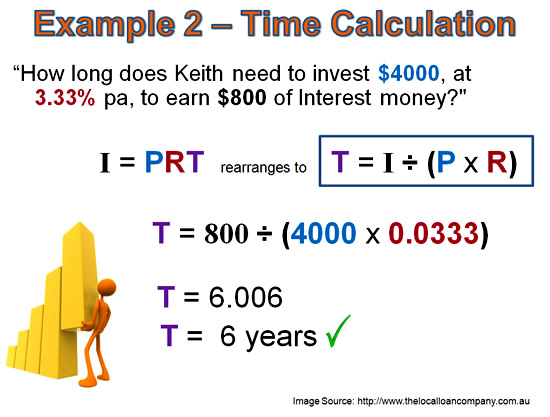 Example 2 – Time Calculation
“How long does Keith need to invest $4000, at
3.33% pa, to earn $800 of Interest money?"
I = PRT rearranges to T = I ÷ (P x R)
T = 800 ÷ (4000 x 0.0333)
T = 6.006
T = 6 years ✓
Image Source: http://www.thelocalloancompany.com.au